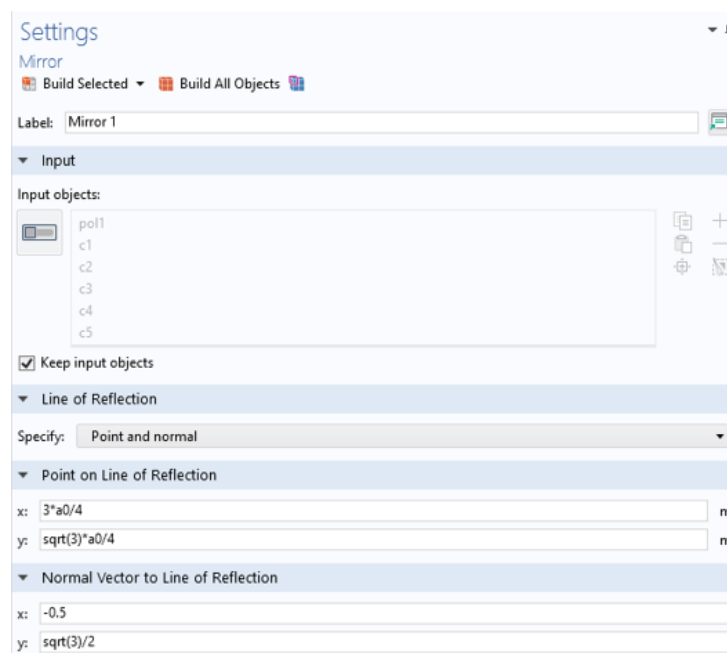 Settings
Mirror
Build Selected Build All Objects
Label: Mirror 1
Input
Input objects:
pol1
c1
c2
c3
c4
c5
Keep input objects
Line of Reflection
Specify: Point and normal
Point on Line of Reflection
x: 3*a0/4
y: sqrt(3)*a0/4
Normal Vector to Line of Reflection
x: -0.5
y: sqrt(3)/2